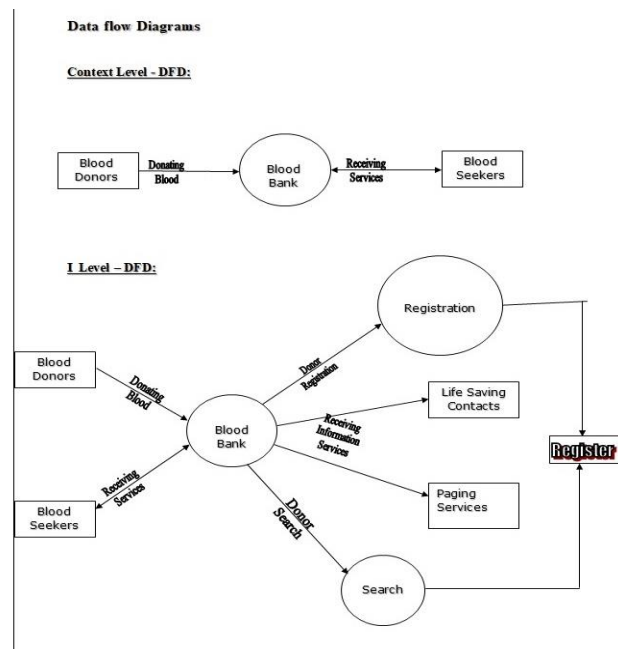 Data flow Diagrams
Context Level - DFD:
Blood
Donors
Donating
Blood
Blood
Bank
Receiving
Services
Blood
Seekers
I Level – DFD:
Registration
Blood
Donors
Donating
Blood
Donor
Registration
Life Saving
Contacts
Blood
Bank
Receiving
Information
Services
Register
Receiving
Services
Blood
Seekers
Paging
Services
Donor
Search
Search